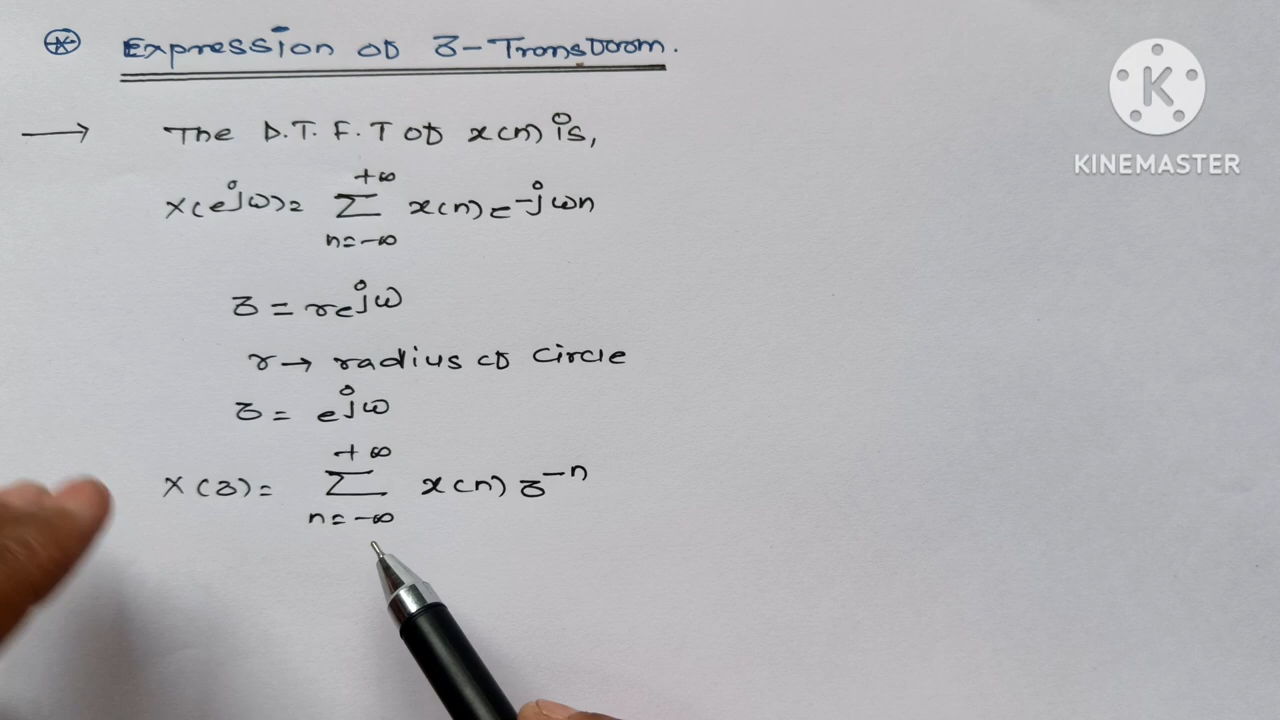 Expression of Z-Transform.
→ The D.T.F.T of x(n) is,
X(e^jω) = Σ_{n=-∞}^{+∞} x(n) e^-jωn
z = re^jω
r → radius of circle
z = e^jω
X(z) = Σ_{n=-∞}^{+∞} x(n) z^-n
KINEMASTER